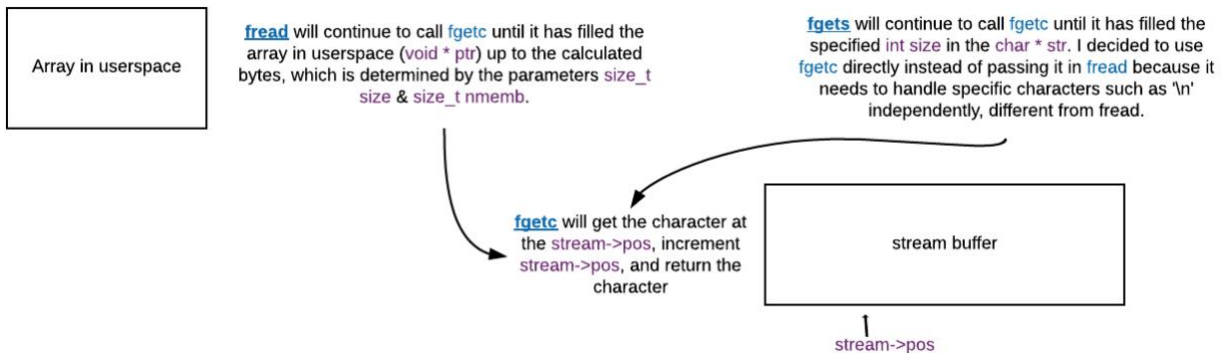 Array in userspace
fread will continue to call fgetc until it has filled the
array in userspace (void * ptr) up to the calculated
bytes, which is determined by the parameters size_t
size & size_t nmemb.
fgets will continue to call fgetc until it has filled the
specified int size in the char * str. I decided to use
fgetc directly instead of passing it in fread because it
needs to handle specific characters such as '\n'
independently, different from fread.
fgetc will get the character at
the stream->pos, increment
stream->pos, and return the
character
stream buffer
stream->pos